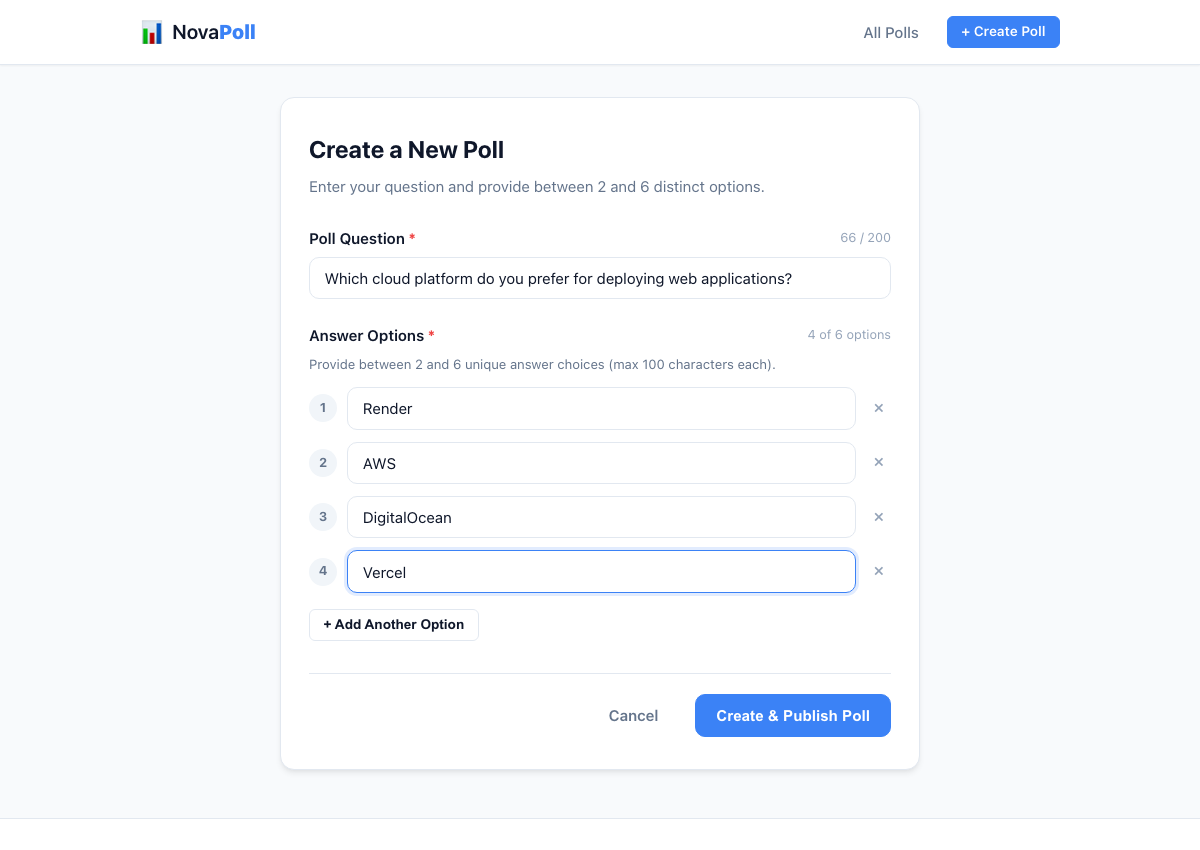 NovaPoll
All Polls
+ Create Poll
Create a New Poll
Enter your question and provide between 2 and 6 distinct options.
Poll Question *
66 / 200
Which cloud platform do you prefer for deploying web applications?
Answer Options *
4 of 6 options
Provide between 2 and 6 unique answer choices (max 100 characters each).
1 Render ×
2 AWS ×
3 DigitalOcean ×
4 Vercel ×
+ Add Another Option
Cancel
Create & Publish Poll